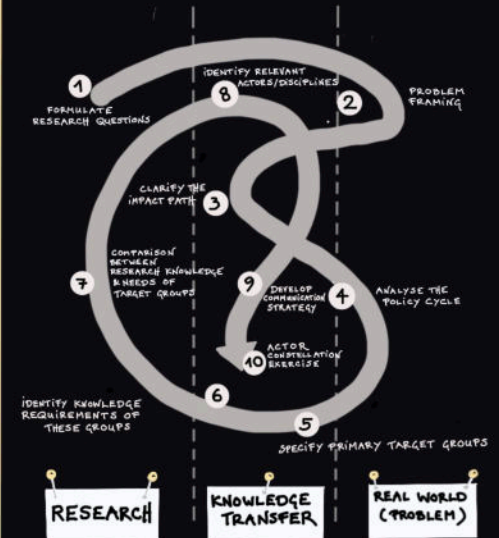 1
FORMULATE
RESEARCH QUESTIONS
IDENTIFY RELEVANT
ACTORS/DISCIPLINES
8
2
PROBLEM
FRAMING
CLARIFY THE
IMPACT PATH
3
COMPARISON
BETWEEN
RESEARCH KNOWLEDGE
& NEEDS OF
TARGET GROUPS
7
9
DEVELOP
COMMUNICATION
STRATEGY
4
ANALYSE THE
POLICY CYCLE
10
ACTOR
CONSTELLATION
EXERCISE
6
IDENTIFY KNOWLEDGE
REQUIREMENTS OF
THESE GROUPS
5
SPECIFY PRIMARY TARGET GROUPS
RESEARCH
KNOWLEDGE
TRANSFER
REAL WORLD
(PROBLEM)